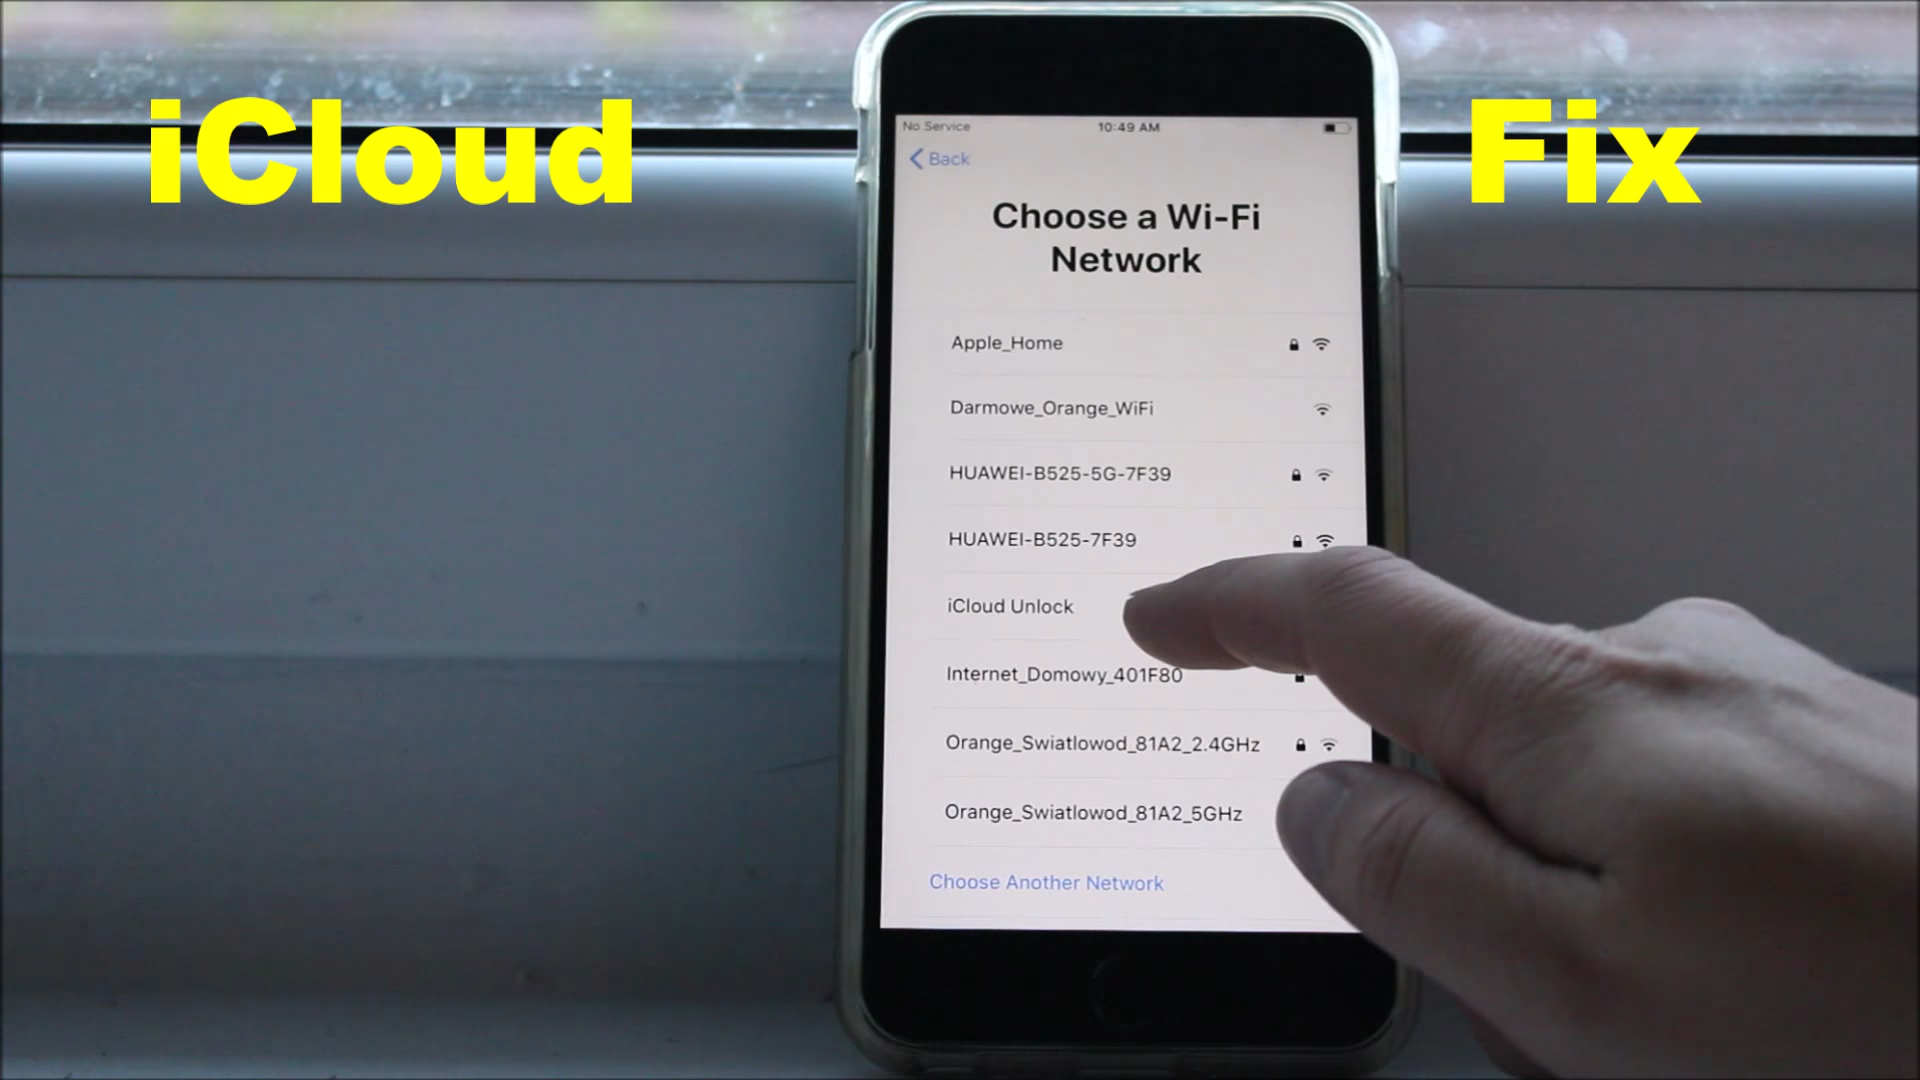 iCloud Fix
No Service 10:49 AM
Back
Choose a Wi-Fi
Network
Apple_Home
Darmowe_Orange_WiFi
HUAWEI-B525-5G-7F39
HUAWEI-B525-7F39
iCloud Unlock
Internet_Domowy_401F80
Orange_Swiatlowod_81A2_2.4GHz
Orange_Swiatlowod_81A2_5GHz
Choose Another Network